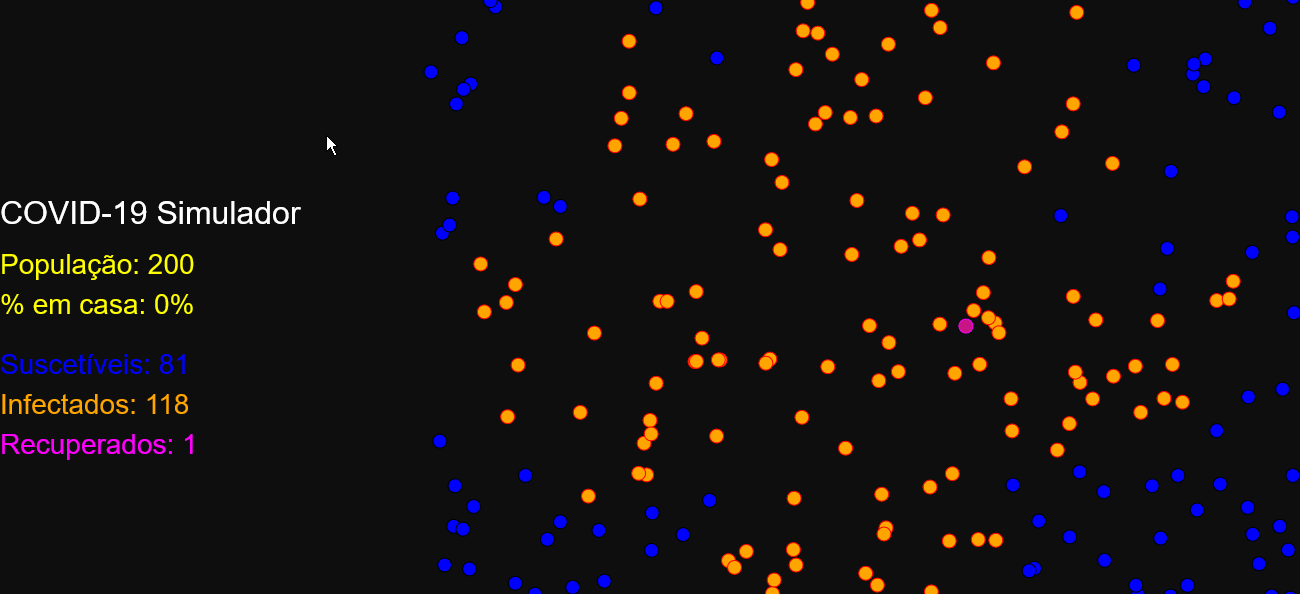 COVID-19 Simulador
População: 200
% em casa: 0%
Suscetíveis: 81
Infectados: 118
Recuperados: 1